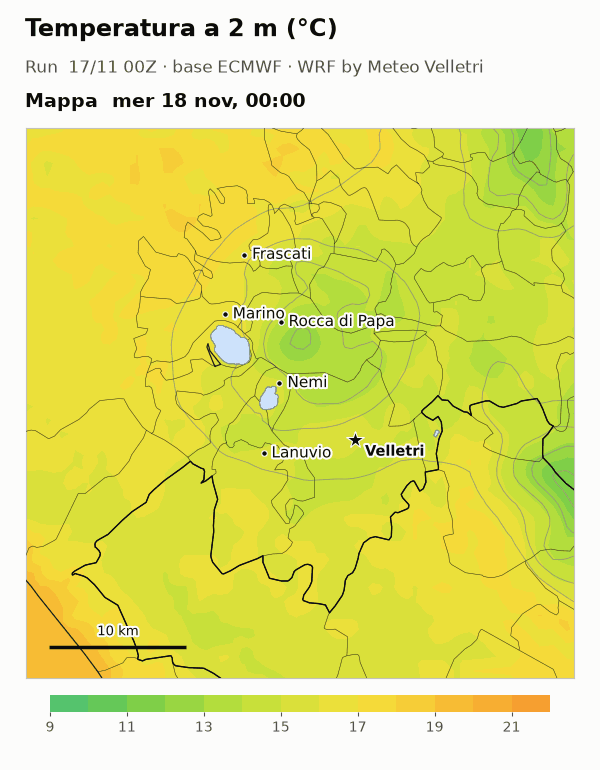 Temperatura a 2 m (°C)
Run  17/11 00Z · base ECMWF · WRF by Meteo Velletri
Mappa  mer 18 nov, 00:00
Frascati
Marino
Rocca di Papa
Nemi
Velletri
Lanuvio
10 km
9 11 13 15 17 19 21